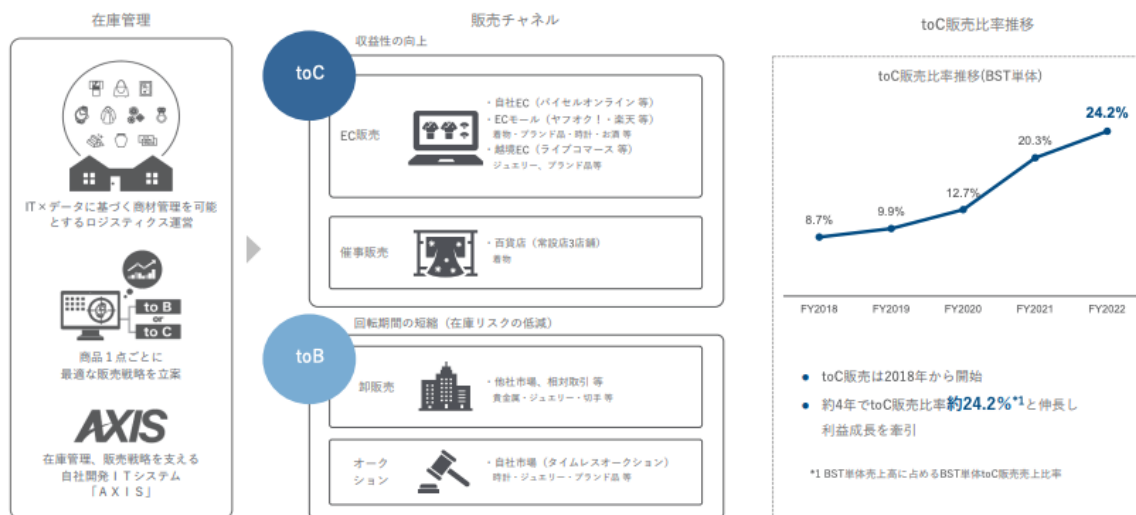 在庫管理
IT×データに基づく商材管理を可能
とするロジスティクス運営
to B
or
to C
商品１点ごとに
最適な販売戦略を立案
AXIS
在庫管理、販売戦略を支える
自社開発ＩＴシステム
「ＡＸＩＳ」
販売チャネル
収益性の向上
toC
EC販売
・自社EC（バイセルオンライン 等）
・ECモール（ヤフオク！・楽天 等）
着物・ブランド品・時計・お酒 等
・越境EC（ライブコマース 等）
ジュエリー、ブランド品等
催事販売
・百貨店（常設店3店舗）
着物
回転期間の短縮（在庫リスクの低減）
toB
卸販売
・他社市場、相対取引 等
貴金属・ジュエリー・切手 等
オーク
ション
・自社市場（タイムレスオークション）
時計・ジュエリー・ブランド品 等
toC販売比率推移
toC販売比率推移(BST単体)
8.7%
9.9%
12.7%
20.3%
24.2%
FY2018
FY2019
FY2020
FY2021
FY2022
• toC販売は2018年から開始
• 約4年でtoC販売比率約24.2%*1と伸長し
利益成長を牽引
*1 BST単体売上高に占めるBST単体toC販売売上比率